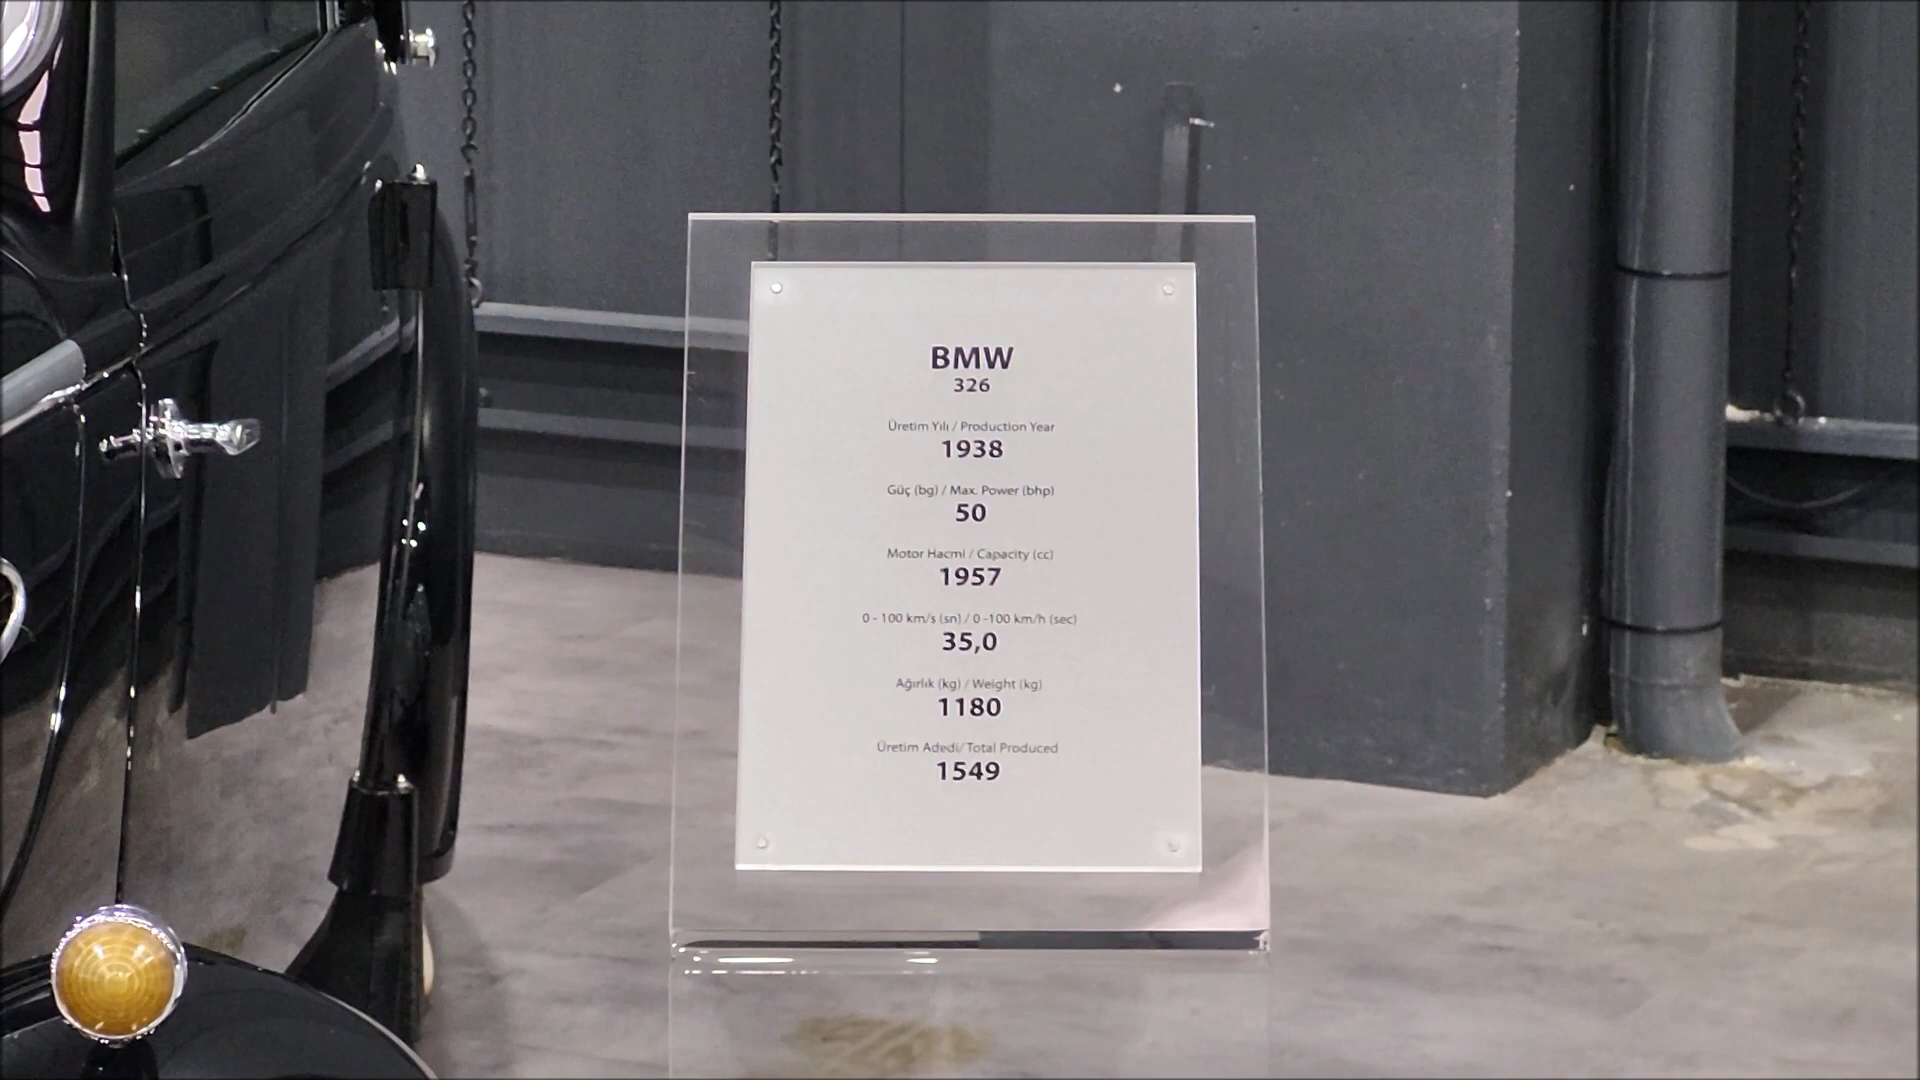 BMW
326
Üretim Yılı / Production Year
1938
Güç (bg) / Max. Power (bhp)
50
Motor Hacmi / Capacity (cc)
1957
0 - 100 km/s (sn) / 0 -100 km/h (sec)
35,0
Ağırlık (kg) / Weight (kg)
1180
Üretim Adedi/ Total Produced
1549